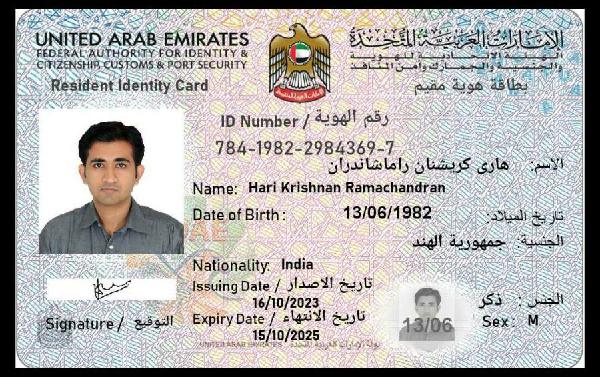 UNITED ARAB EMIRATES
FEDERAL AUTHORITY FOR IDENTITY &
CITIZENSHIP CUSTOMS & PORT SECURITY
Resident Identity Card
الإمارات العربية المتحدة
الهيئة الاتحادية للهوية
والجنسية والجمارك وأمن المنافذ
بطاقة هوية مقيم
ID Number / رقم الهوية
784-1982-2984369-7
الاسم: هاری کریشنان راماشاندران
Name: Hari Krishnan Ramachandran
Date of Birth: 13/06/1982 تاريخ الميلاد:
الجنسية: جمهورية الهند
Nationality: India
Issuing Date / تاريخ الاصدار
16/10/2023
Expiry Date / تاريخ الانتهاء
15/10/2025
الجنس: ذكر
Sex: M
13/06
Signature / التوقيع
UNITED ARAB EMIRATES